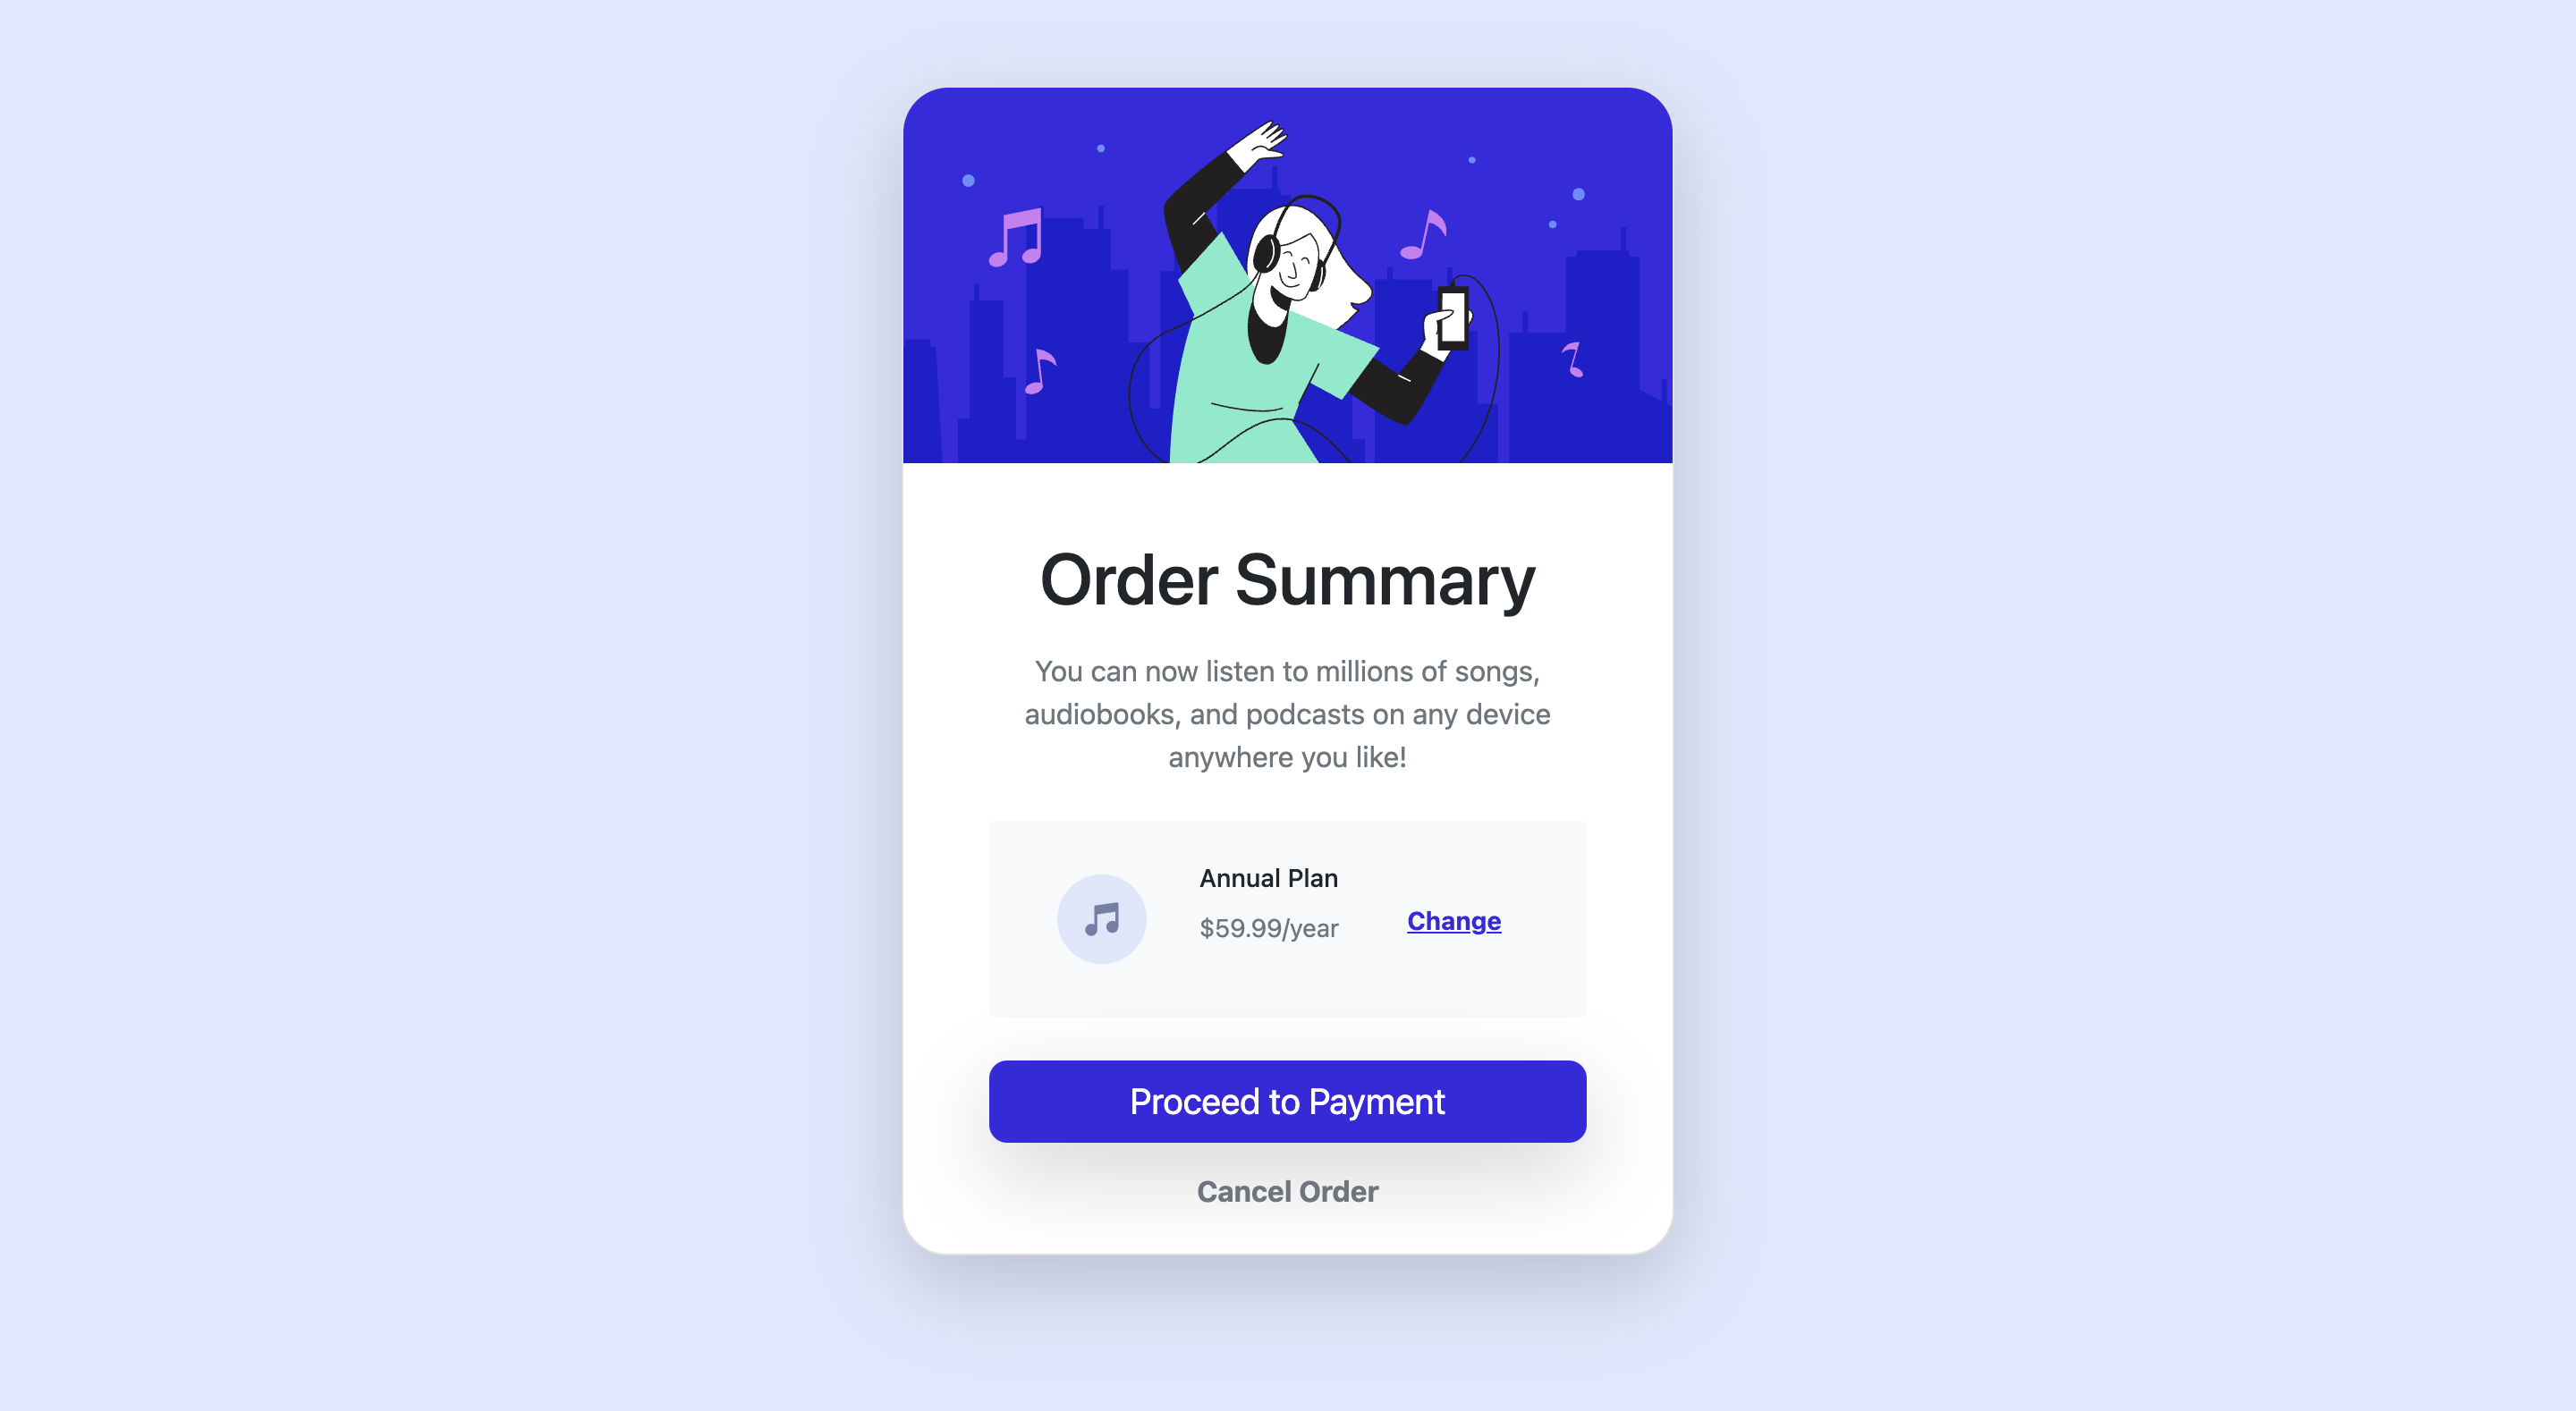 Order Summary
You can now listen to millions of songs,
audiobooks, and podcasts on any device
anywhere you like!
Annual Plan
$59.99/year
Change
Proceed to Payment
Cancel Order